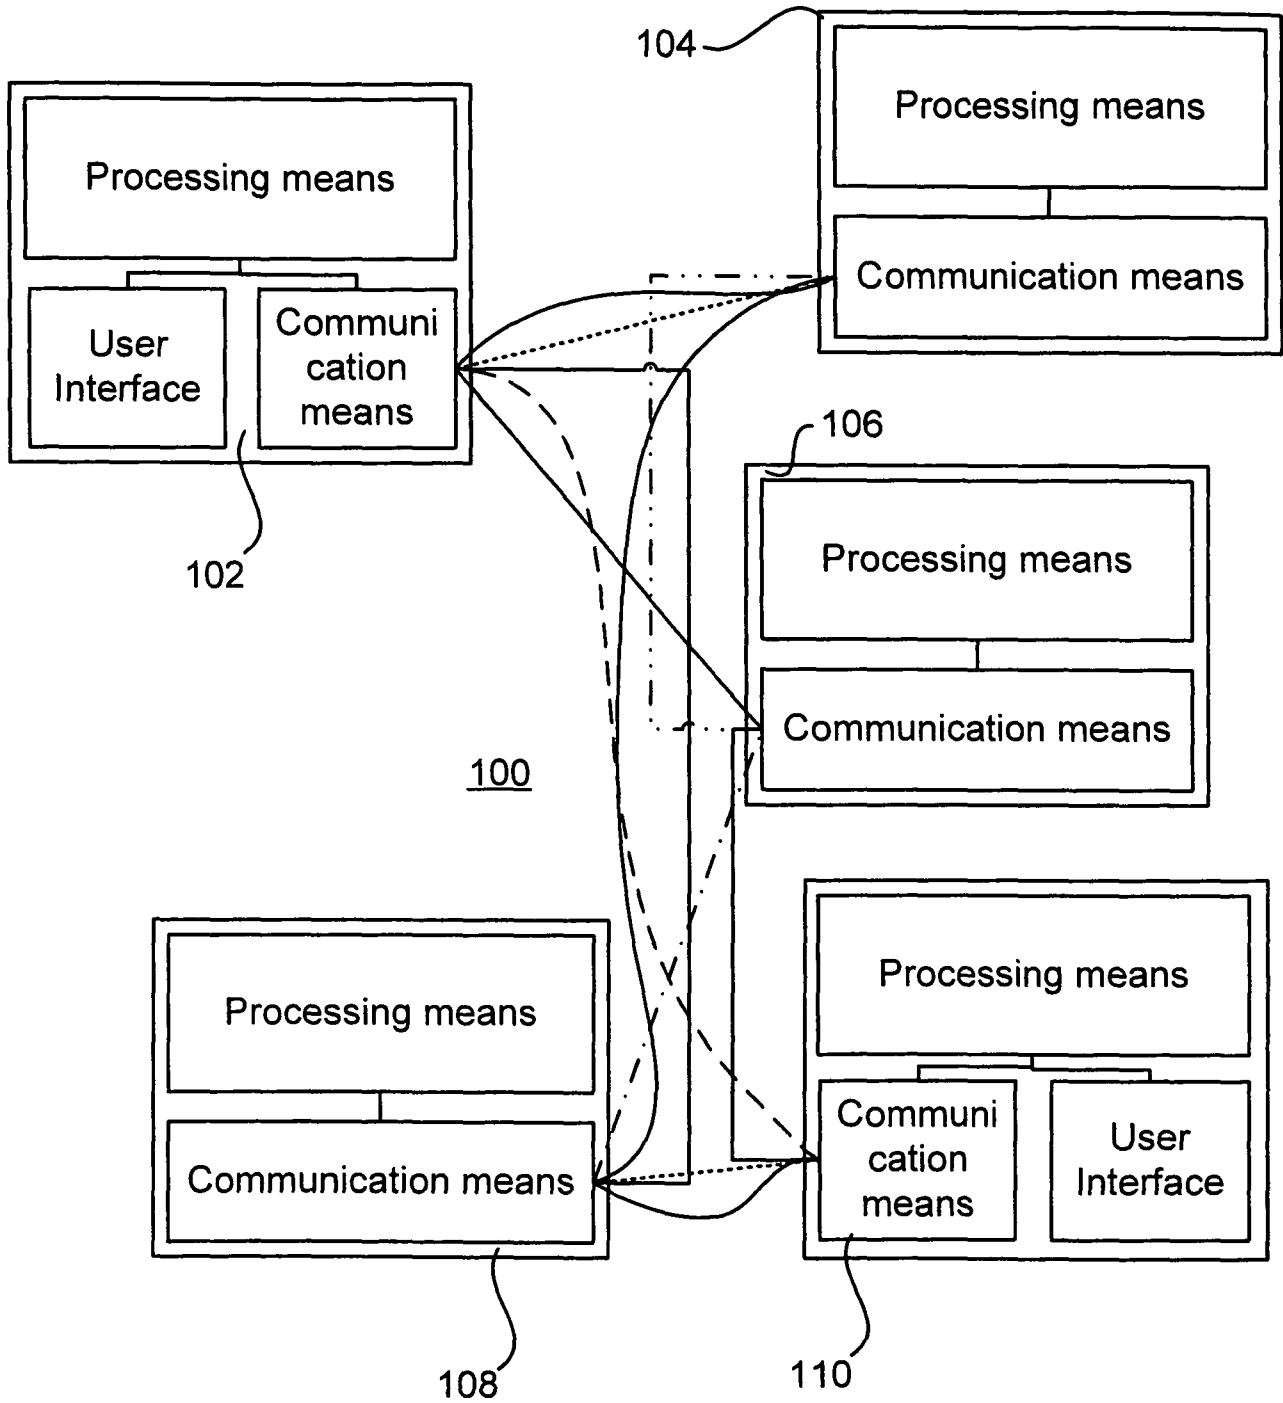 104
Processing means
Communication means
Processing means
User
Interface
Communi
cation
means
102
106
Processing means
Communication means
100
Processing means
Communication means
108
Processing means
Communi
cation
means
User
Interface
110